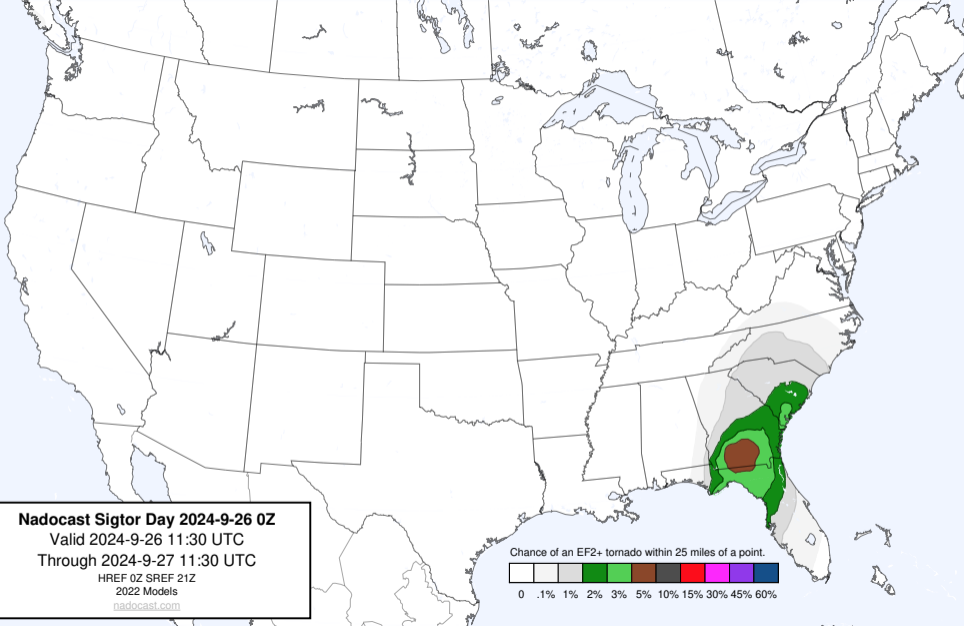 Nadocast Sigtor Day 2024-9-26 0Z
Valid 2024-9-26 11:30 UTC
Through 2024-9-27 11:30 UTC
HREF 0Z SREF 21Z
2022 Models
nadocast.com
Chance of an EF2+ tornado within 25 miles of a point.
0 .1% 1% 2% 3% 5% 10% 15% 30% 45% 60%